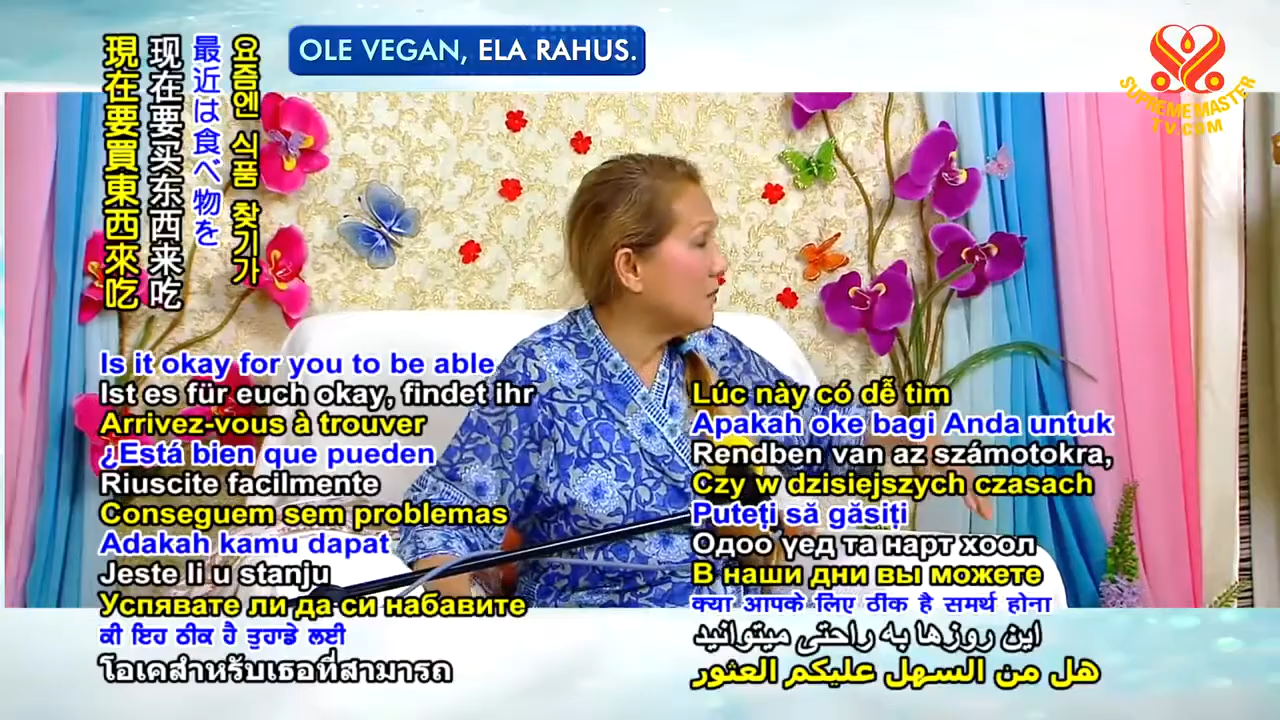 OLE VEGAN, ELA RAHUS.
SUPREME MASTER
TV.COM
現在要買東西來吃
现在要买东西来吃
最近は食べ物を
요즘엔 식품 찾기가
Is it okay for you to be able
Ist es für euch okay, findet ihr
Arrivez-vous à trouver
¿Está bien que pueden
Riuscite facilmente
Conseguem sem problemas
Adakah kamu dapat
Jeste li u stanju
Успявате ли да си набавите
ਕੀ ਇਹ ਠੀਕ ਹੈ ਤੁਹਾਡੇ ਲਈ
โอเคสำหรับเธอที่สามารถ
Lúc này có dễ tìm
Apakah oke bagi Anda untuk
Rendben van az számotokra,
Czy w dzisiejszych czasach
Puteți să găsiți
Одоо үед та нарт хоол
В наши дни вы можете
क्या आपके लिए ठीक है समर्थ होना
این روزها به راحتی میتوانید
هل من السهل عليكم العثور